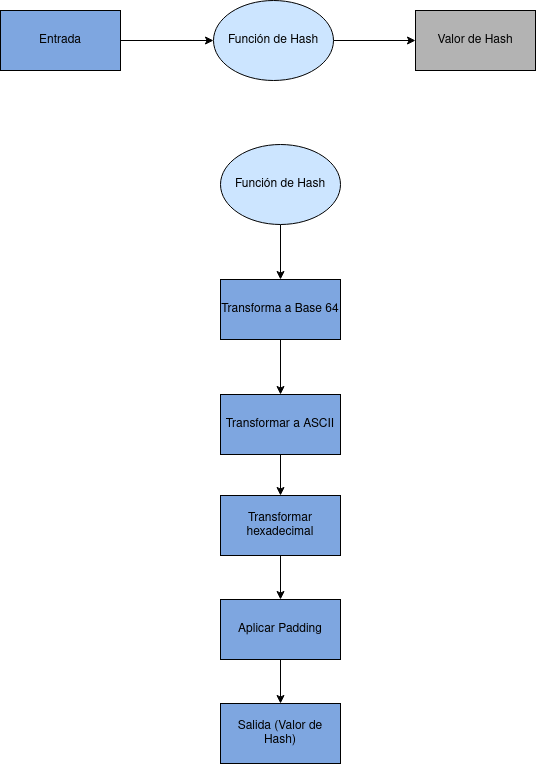 Entrada
Función de Hash
Valor de Hash
Función de Hash
Transforma a Base 64
Transformar a ASCII
Transformar
hexadecimal
Aplicar Padding
Salida (Valor de
Hash)